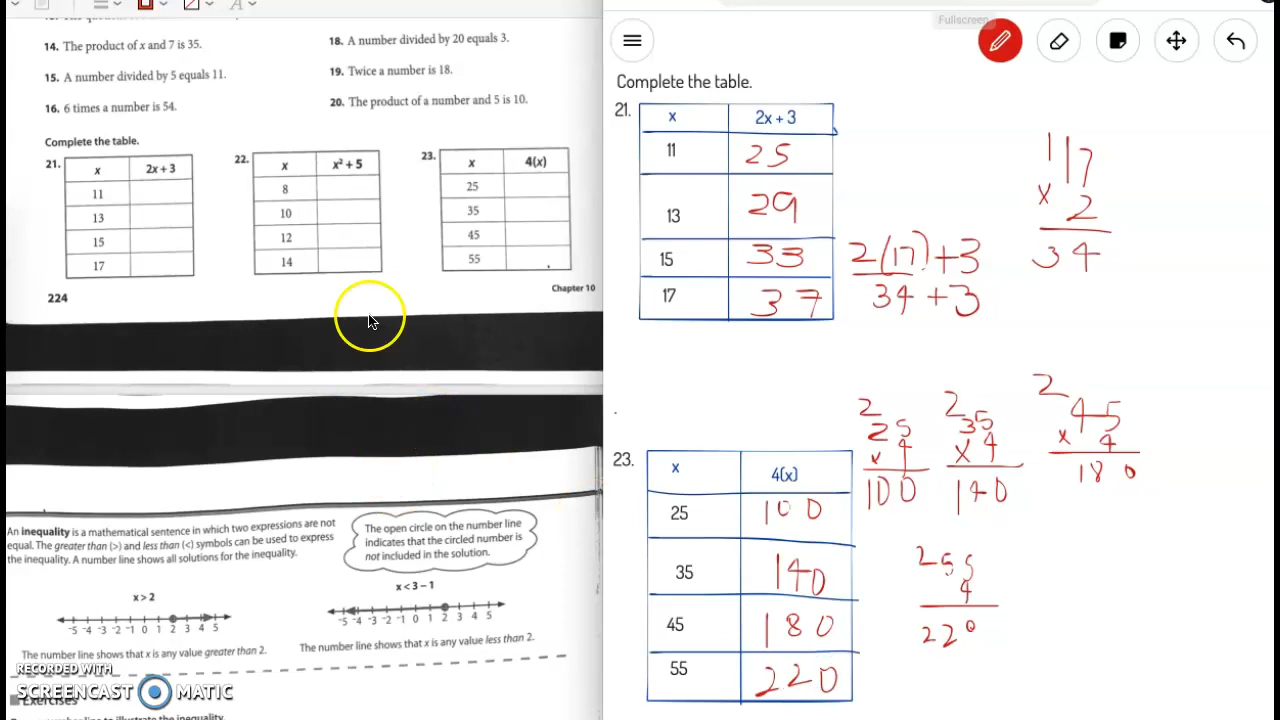 14. The product of x and 7 is 35.
15. A number divided by 5 equals 11.
16. 6 times a number is 54.
18. A number divided by 20 equals 3.
19. Twice a number is 18.
20. The product of a number and 5 is 10.
Complete the table.
21.
x 2x + 3
11
13
15
17
22.
x x² + 5
8
10
12
14
23.
x 4(x)
25
35
45
55
224
Chapter 10
An inequality is a mathematical sentence in which two expressions are not
equal. The greater than (>) and less than (<) symbols can be used to express
the inequality. A number line shows all solutions for the inequality.
The open circle on the number line
indicates that the circled number is
not included in the solution.
x > 2
-5 -4 -3 -2 -1 0 1 2 3 4 5
The number line shows that x is any value greater than 2.
x < 3 – 1
-5 -4 -3 -2 -1 0 1 2 3 4 5
The number line shows that x is any value less than 2.
RECORDED WITH
SCREENCAST MATIC
Exercises
Fullscreen
Complete the table.
21.
x 2x + 3
11 25
13 29
15 33
17 37
2(17)+3
34+3
1
17
x 2
34
23.
x 4(x)
25 100
35 140
45 180
55 220
2
25
x 4
100
2
35
x 4
140
2
45
x 4
180
2 55
4
220